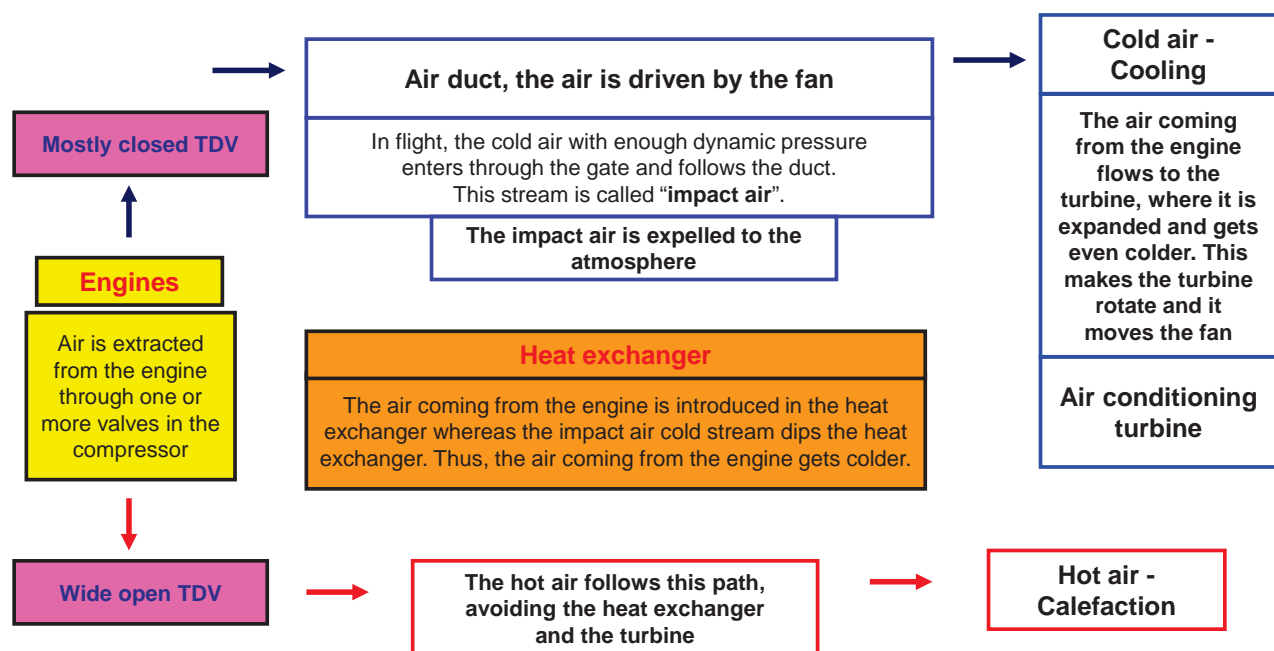 Mostly closed TDV
Engines
Air is extracted
from the engine
through one or
more valves in the
compressor
Wide open TDV
Air duct, the air is driven by the fan
In flight, the cold air with enough dynamic pressure
enters through the gate and follows the duct.
This stream is called “impact air”.
The impact air is expelled to the
atmosphere
Heat exchanger
The air coming from the engine is introduced in the heat
exchanger whereas the impact air cold stream dips the heat
exchanger. Thus, the air coming from the engine gets colder.
The hot air follows this path,
avoiding the heat exchanger
and the turbine
Cold air -
Cooling
The air coming
from the engine
flows to the
turbine, where it is
expanded and gets
even colder. This
makes the turbine
rotate and it
moves the fan
Air conditioning
turbine
Hot air -
Calefaction